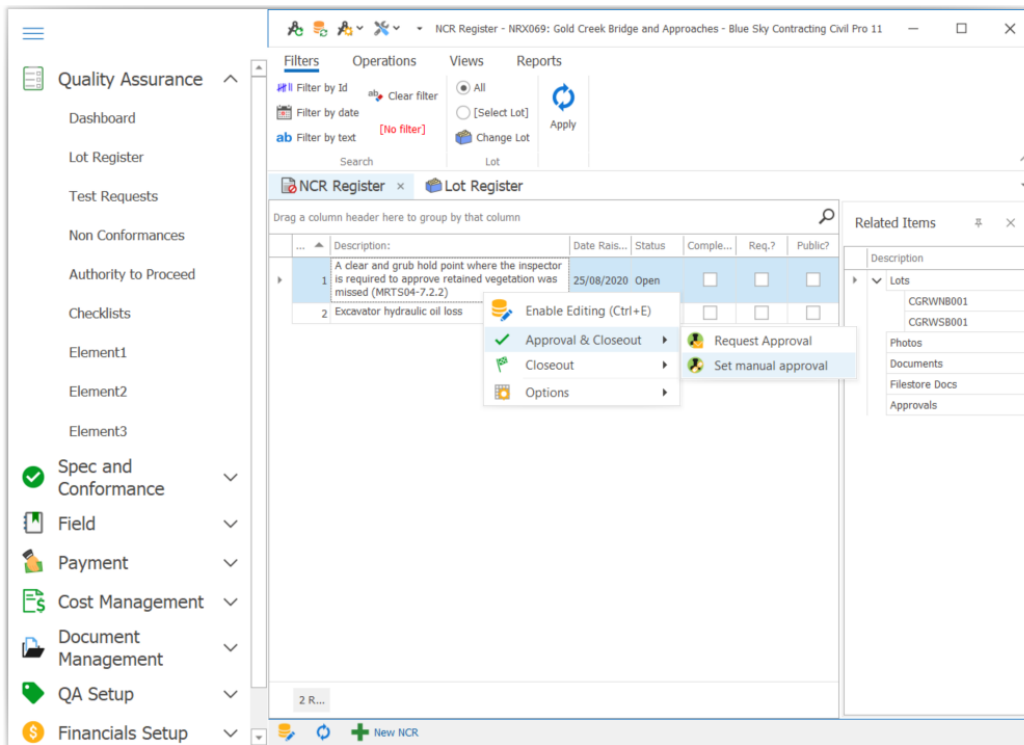 NCR Register - NRX069: Gold Creek Bridge and Approaches - Blue Sky Contracting Civil Pro 11
Quality Assurance
Dashboard
Lot Register
Test Requests
Non Conformances
Authority to Proceed
Checklists
Element1
Element2
Element3
Spec and
Conformance
Field
Payment
Cost Management
Document
Management
QA Setup
Financials Setup
Filters Operations Views Reports
Filter by Id
Filter by date
ab Filter by text
Clear filter
[No filter]
Search
All
[Select Lot]
Change Lot
Lot
Apply
NCR Register × Lot Register
Drag a column header here to group by that column
... Description: Date Rais... Status Comple... Req.? Public?
1 A clear and grub hold point where the inspector
is required to approve retained vegetation was
missed (MRTS04-7.2.2)
25/08/2020 Open
2 Excavator hydraulic oil loss
Enable Editing (Ctrl+E)
Approval & Closeout
Closeout
Options
Request Approval
Set manual approval
2 R...
New NCR
Related Items
Description
Lots
CGRWNB001
CGRWSB001
Photos
Documents
Filestore Docs
Approvals